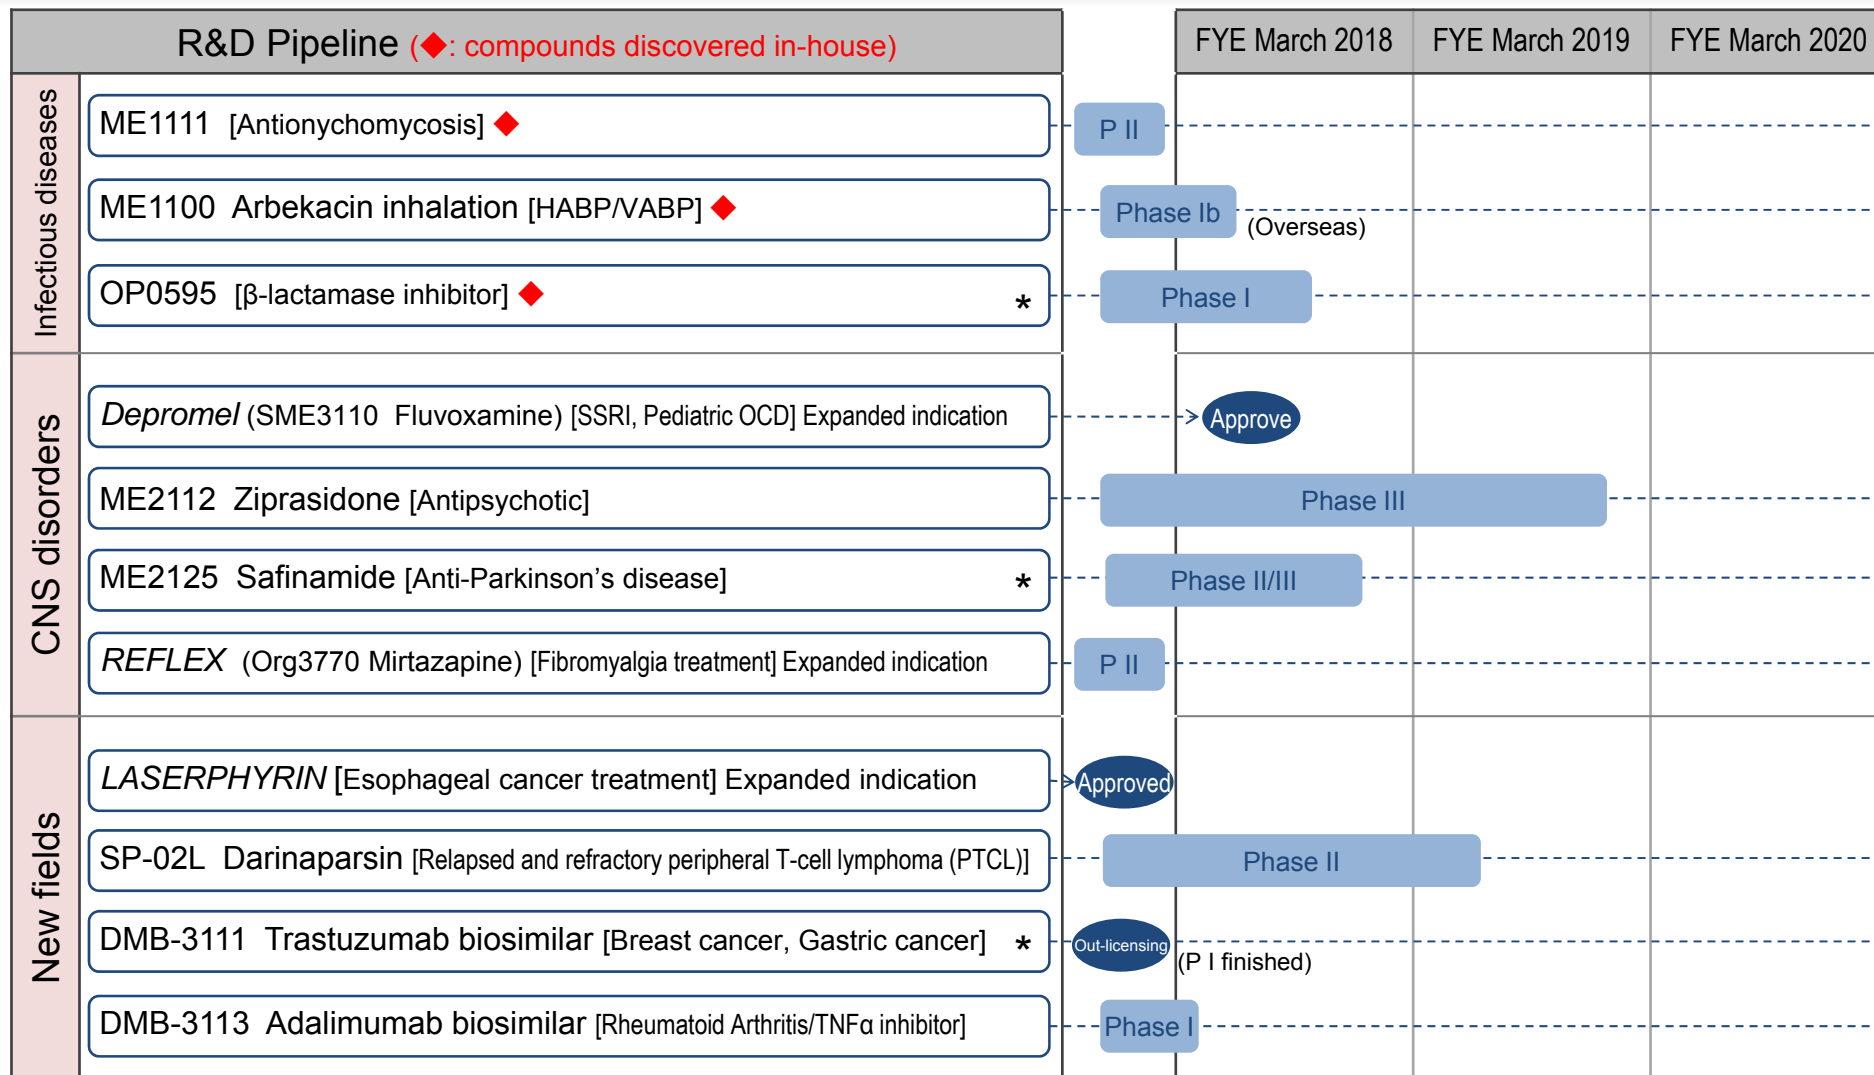 R&D Pipeline (◆: compounds discovered in-house)
FYE March 2018
FYE March 2019
FYE March 2020
Infectious diseases
ME1111 [Antionychomycosis] ◆
P II
ME1100 Arbekacin inhalation [HABP/VABP] ◆
Phase Ib
(Overseas)
OP0595 [β-lactamase inhibitor] ◆ *
Phase I
CNS disorders
Depromel (SME3110 Fluvoxamine) [SSRI, Pediatric OCD] Expanded indication
Approve
ME2112 Ziprasidone [Antipsychotic]
Phase III
ME2125 Safinamide [Anti-Parkinson’s disease] *
Phase II/III
REFLEX (Org3770 Mirtazapine) [Fibromyalgia treatment] Expanded indication
P II
New fields
LASERPHYRIN [Esophageal cancer treatment] Expanded indication
Approved
SP-02L Darinaparsin [Relapsed and refractory peripheral T-cell lymphoma (PTCL)]
Phase II
DMB-3111 Trastuzumab biosimilar [Breast cancer, Gastric cancer] *
Out-licensing
(P I finished)
DMB-3113 Adalimumab biosimilar [Rheumatoid Arthritis/TNFα inhibitor]
Phase I